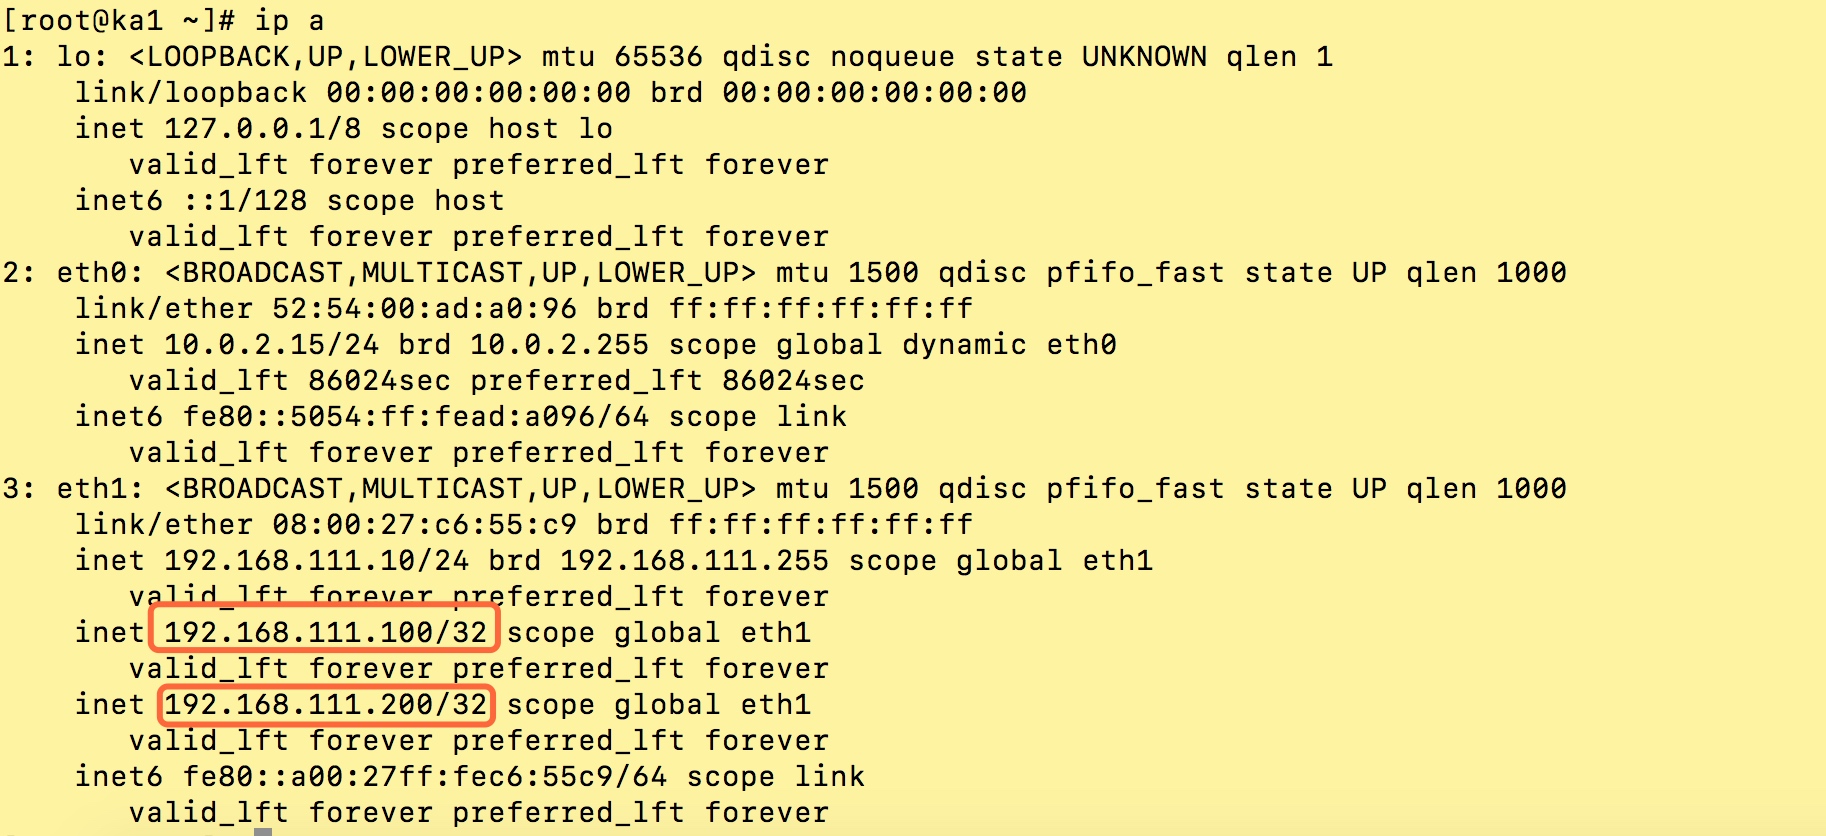 [root@ka1 ~]# ip a
1: lo: <LOOPBACK,UP,LOWER_UP> mtu 65536 qdisc noqueue state UNKNOWN qlen 1
    link/loopback 00:00:00:00:00:00 brd 00:00:00:00:00:00
    inet 127.0.0.1/8 scope host lo
       valid_lft forever preferred_lft forever
    inet6 ::1/128 scope host
       valid_lft forever preferred_lft forever
2: eth0: <BROADCAST,MULTICAST,UP,LOWER_UP> mtu 1500 qdisc pfifo_fast state UP qlen 1000
    link/ether 52:54:00:ad:a0:96 brd ff:ff:ff:ff:ff:ff
    inet 10.0.2.15/24 brd 10.0.2.255 scope global dynamic eth0
       valid_lft 86024sec preferred_lft 86024sec
    inet6 fe80::5054:ff:fead:a096/64 scope link
       valid_lft forever preferred_lft forever
3: eth1: <BROADCAST,MULTICAST,UP,LOWER_UP> mtu 1500 qdisc pfifo_fast state UP qlen 1000
    link/ether 08:00:27:c6:55:c9 brd ff:ff:ff:ff:ff:ff
    inet 192.168.111.10/24 brd 192.168.111.255 scope global eth1
       valid_lft forever preferred_lft forever
    inet 192.168.111.100/32 scope global eth1
       valid_lft forever preferred_lft forever
    inet 192.168.111.200/32 scope global eth1
       valid_lft forever preferred_lft forever
    inet6 fe80::a00:27ff:fec6:55c9/64 scope link
       valid_lft forever preferred_lft forever